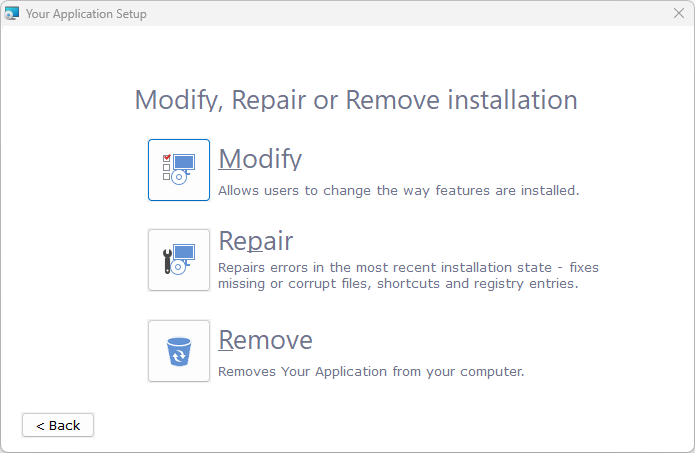 Your Application Setup
Modify, Repair or Remove installation
Modify
Allows users to change the way features are installed.
Repair
Repairs errors in the most recent installation state - fixes
missing or corrupt files, shortcuts and registry entries.
Remove
Removes Your Application from your computer.
< Back